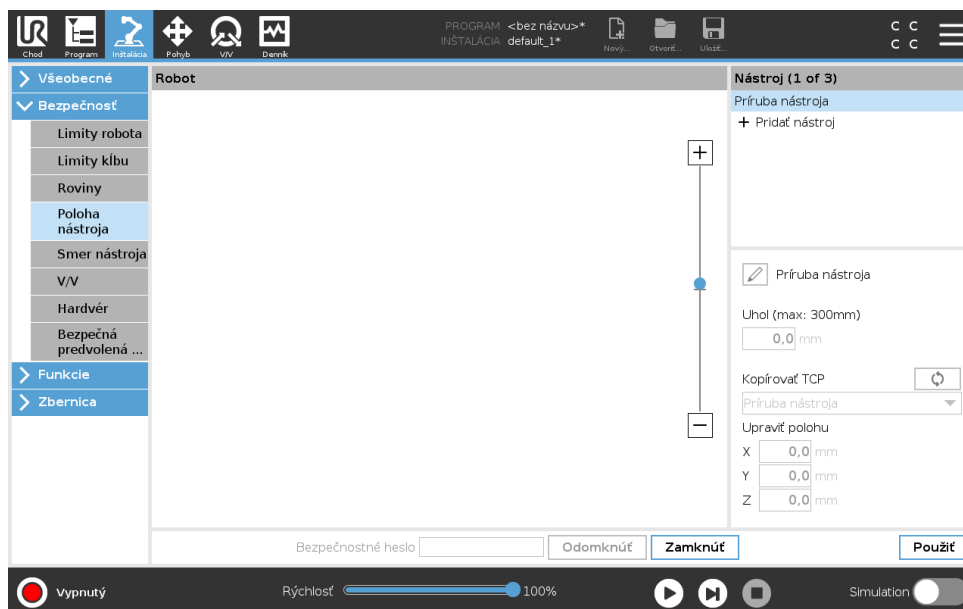 PROGRAM <bez názvu>*
INŠTALÁCIA default_1*
Chod
Program
Inštalácia
Pohyb
V/V
Denník
Nový...
Otvoriť...
Uložiť...
C C
C C
Všeobecné
Bezpečnosť
Limity robota
Limity kĺbu
Roviny
Poloha
nástroja
Smer nástroja
V/V
Hardvér
Bezpečná
predvolená ...
Funkcie
Zbernica
Robot
Nástroj (1 of 3)
Príruba nástroja
+ Pridať nástroj
Príruba nástroja
Uhol (max: 300mm)
0,0 mm
Kopírovať TCP
Príruba nástroja
Upraviť polohu
X 0,0 mm
Y 0,0 mm
Z 0,0 mm
Bezpečnostné heslo
Odomknúť
Zamknúť
Použiť
Vypnutý
Rýchlosť
100%
Simulation